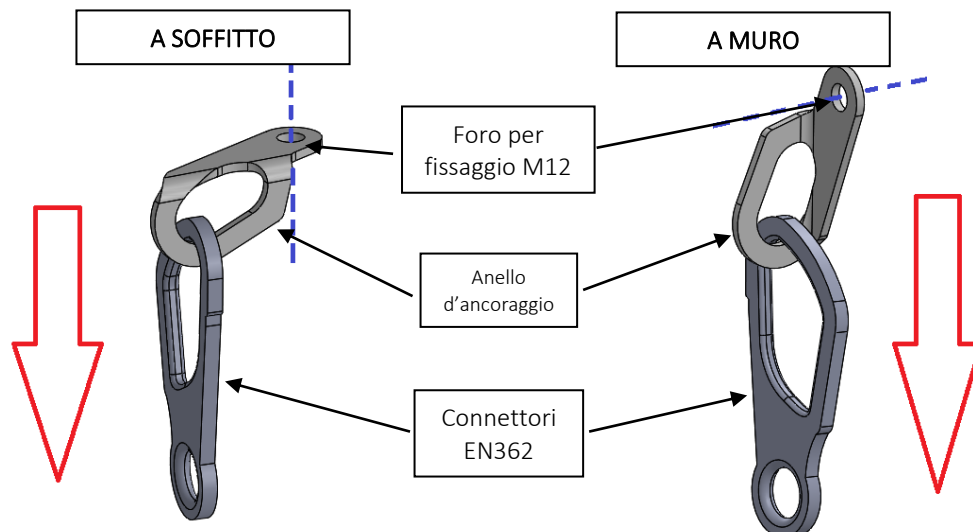 A SOFFITTO
A MURO
Foro per
fissaggio M12
Anello
d’ancoraggio
Connettori
EN362